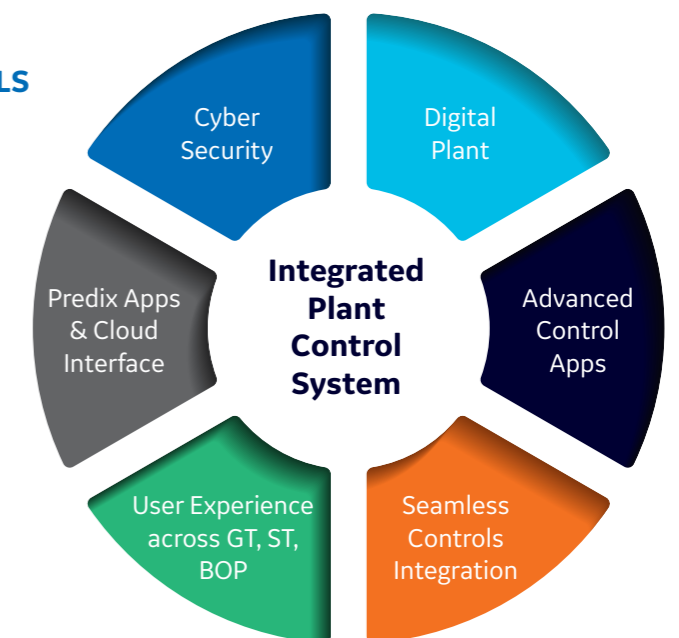 LS
Cyber
Security
Digital
Plant
Predix Apps
& Cloud
Interface
Integrated
Plant
Control
System
Advanced
Control
Apps
User Experience
across GT, ST,
BOP
Seamless
Controls
Integration